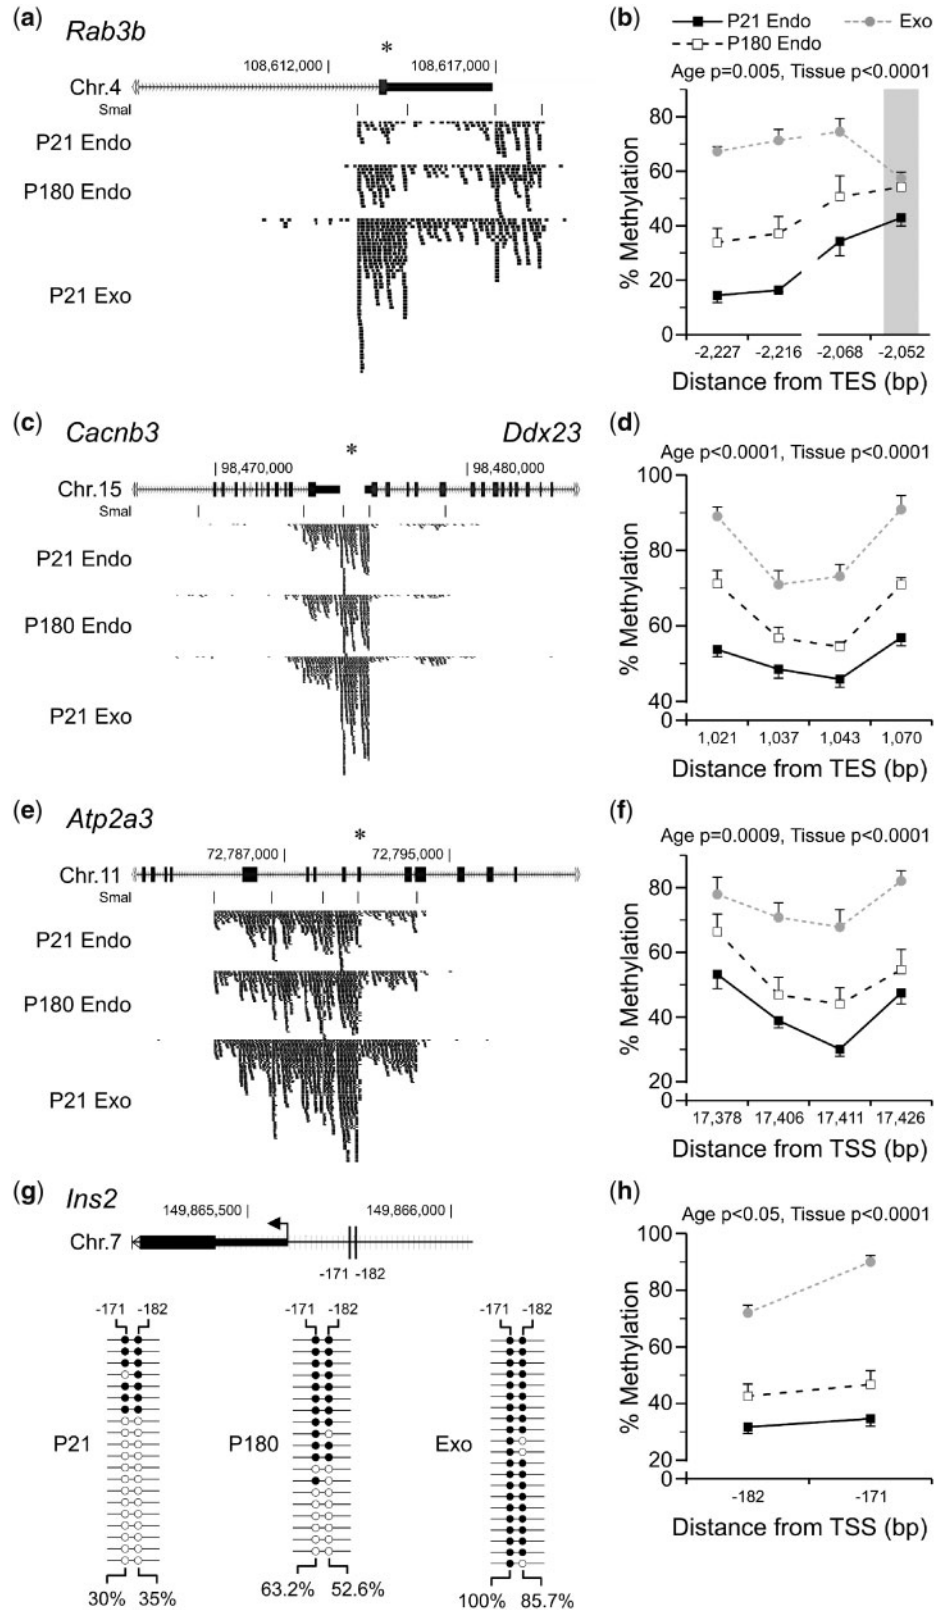 (a)
Rab3b
*
108,612,000
108,617,000
Chr.4
SmaI
P21 Endo
P180 Endo
P21 Exo
(b)
P21 Endo
Exo
P180 Endo
Age p=0.005, Tissue p<0.0001
% Methylation
80
60
40
20
0
-2,227 -2,216 -2,068 -2,052
Distance from TES (bp)
(c)
Cacnb3
Ddx23
*
98,470,000
98,480,000
Chr.15
SmaI
P21 Endo
P180 Endo
P21 Exo
(d)
Age p<0.0001, Tissue p<0.0001
% Methylation
100
80
60
40
0
1,021 1,037 1,043 1,070
Distance from TES (bp)
(e)
Atp2a3
*
72,787,000
72,795,000
Chr.11
SmaI
P21 Endo
P180 Endo
P21 Exo
(f)
Age p=0.0009, Tissue p<0.0001
% Methylation
80
60
40
20
0
17,378 17,406 17,411 17,426
Distance from TSS (bp)
(g)
Ins2
149,865,500
149,866,000
Chr.7
-171 -182
-171 -182
-171 -182
-171 -182
P21
P180
Exo
30% 35%
63.2% 52.6%
100% 85.7%
(h)
Age p<0.05, Tissue p<0.0001
% Methylation
100
80
60
40
20
0
-182 -171
Distance from TSS (bp)